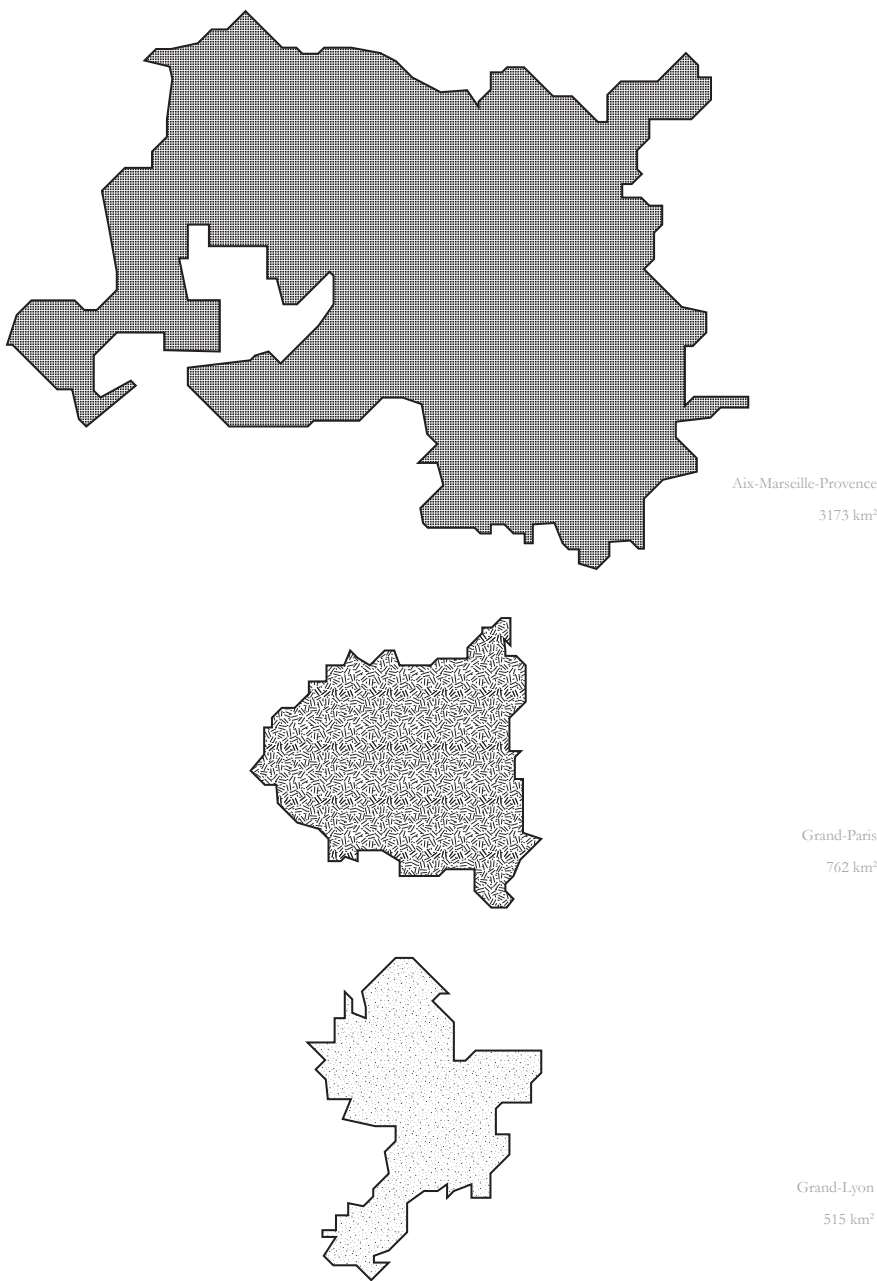 Aix-Marseille-Provence
3173 km²
Grand-Paris
762 km²
Grand-Lyon
515 km²